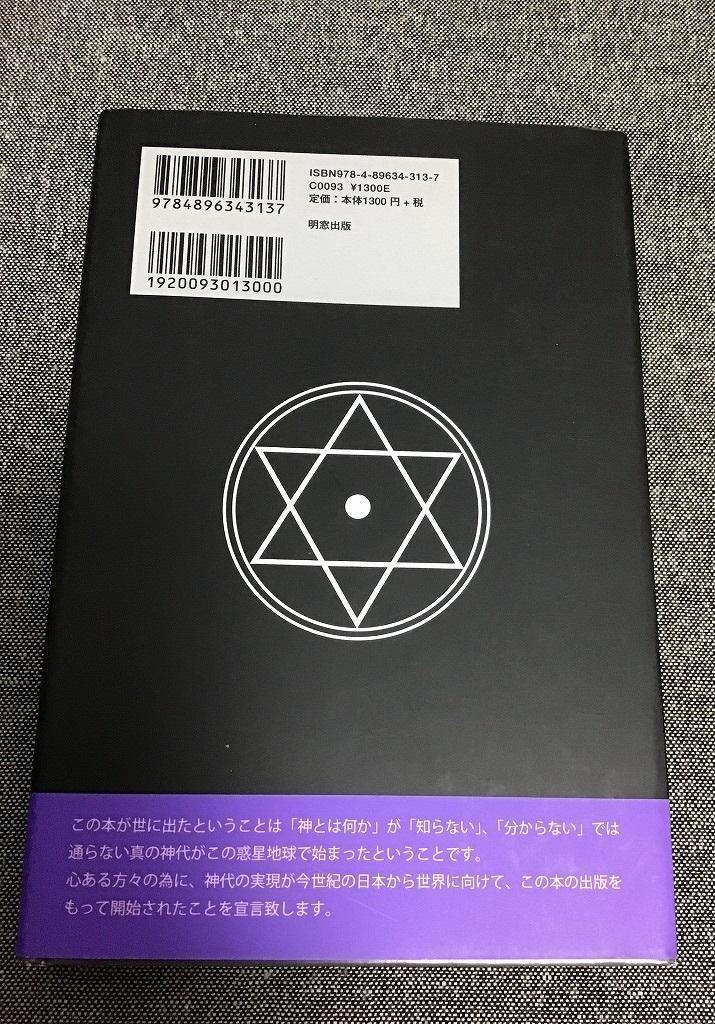 ISBN978-4-89634-313-7
C0093 ¥1300E
定価：本体1300円＋税
明窓出版
9784896343137
1920093013000
この本が世に出たということは「神とは何か」が「知らない」、「分からない」では
通らない真の神代がこの惑星地球で始まったということです。
心ある方々の為に、神代の実現が今世紀の日本から世界に向けて、この本の出版を
もって開始されたことを宣言致します。